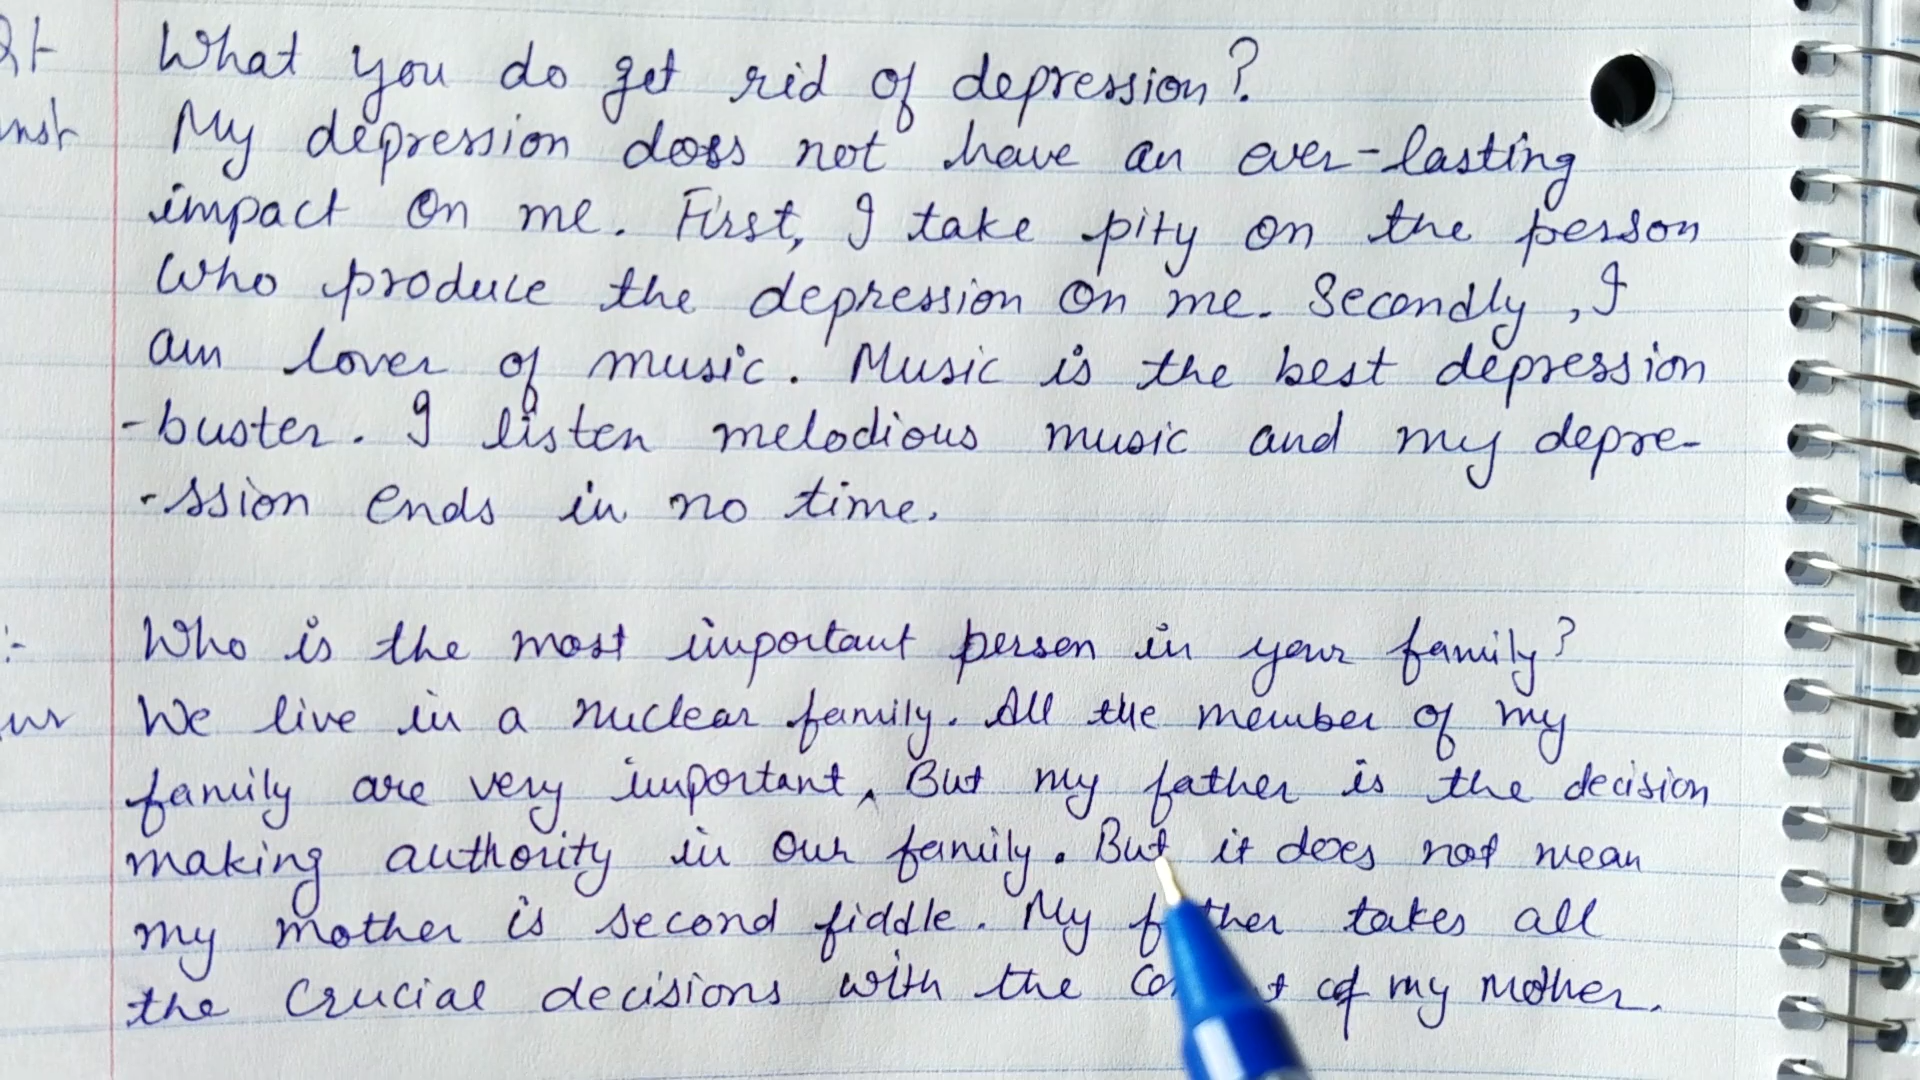 What you do get rid of depression?
My depression does not have an ever-lasting
impact on me. First, I take pity on the person
who produce the depression on me. Secondly, I
am lover of music. Music is the best depression
-buster. I listen melodious music and my depre-
-ssion ends in no time.
Who is the most important person in your family?
We live in a nuclear family. All the member of my
family are very important. But my father is the decision
making authority in our family. But it does not mean
my mother is second fiddle. My takes all
the crucial decisions with the of my mother.